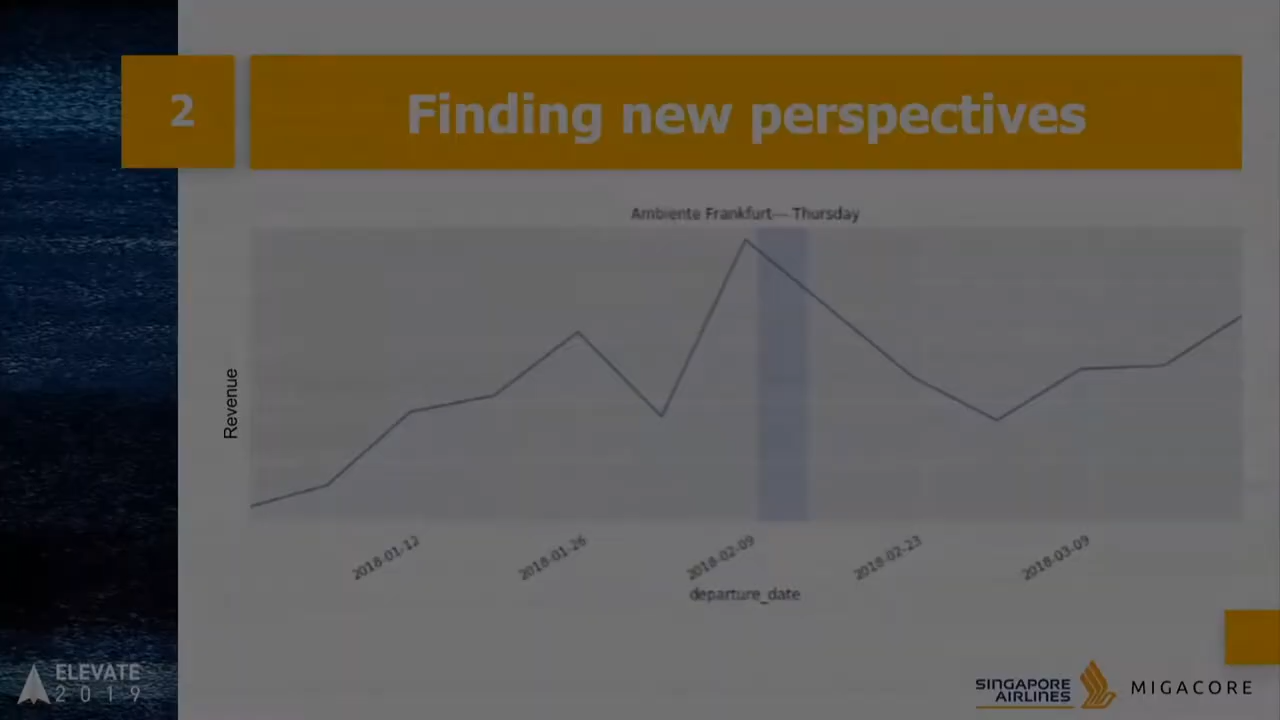 2
Finding new perspectives
Ambiente Frankfurt--- Thursday
Revenue
2018-01-12
2018-01-26
2018-02-09
2018-02-23
2018-03-09
departure_date
ELEVATE
2019
SINGAPORE
AIRLINES
MIGACORE